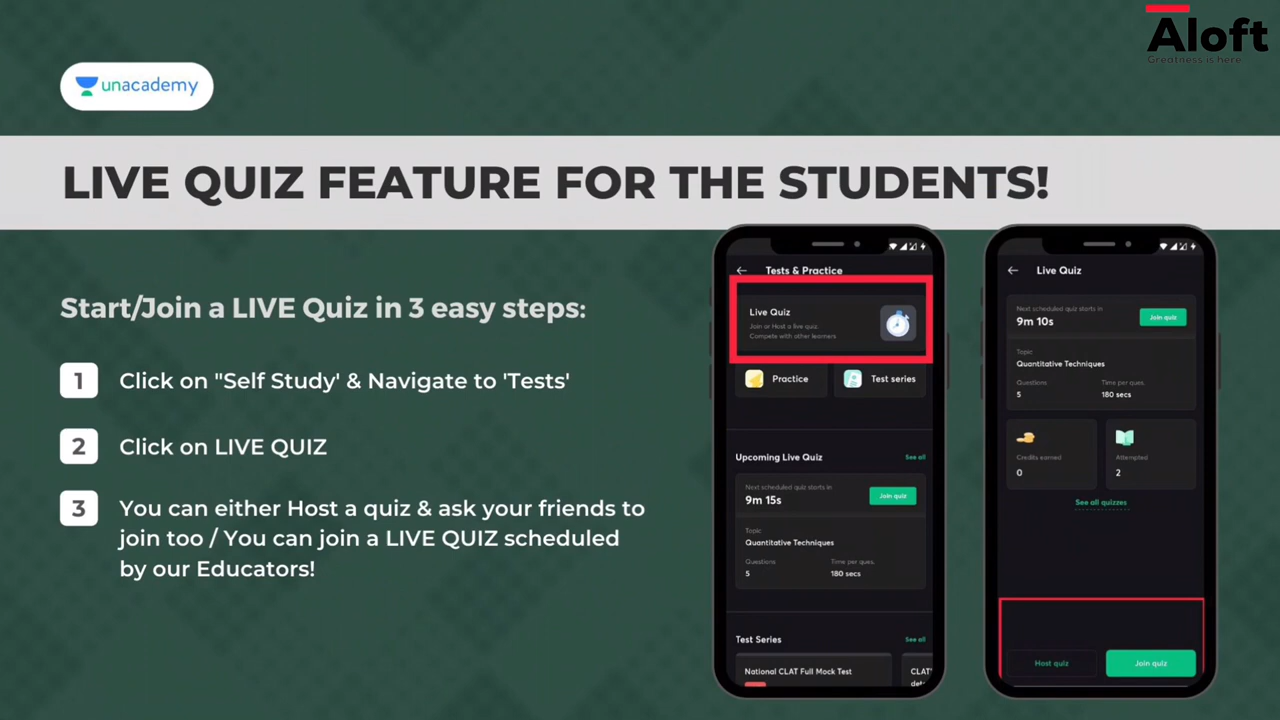 Aloft
Greatness is here
unacademy
LIVE QUIZ FEATURE FOR THE STUDENTS!
Start/Join a LIVE Quiz in 3 easy steps:
1 Click on "Self Study' & Navigate to 'Tests'
2 Click on LIVE QUIZ
3 You can either Host a quiz & ask your friends to
join too / You can join a LIVE QUIZ scheduled
by our Educators!
Tests & Practice
Live Quiz
Join or Host a live quiz.
Compete with other learners
Practice Test series
Upcoming Live Quiz See all
Next scheduled quiz starts in
9m 15s Join quiz
Topic
Quantitative Techniques
Questions Time per ques.
5 180 secs
Test Series See all
National CLAT Full Mock Test CLAT
Live Quiz
Next scheduled quiz starts in
9m 10s Join quiz
Topic
Quantitative Techniques
Questions Time per ques.
5 180 secs
Credits earned Attempted
0 2
See all quizzes
Host quiz Join quiz